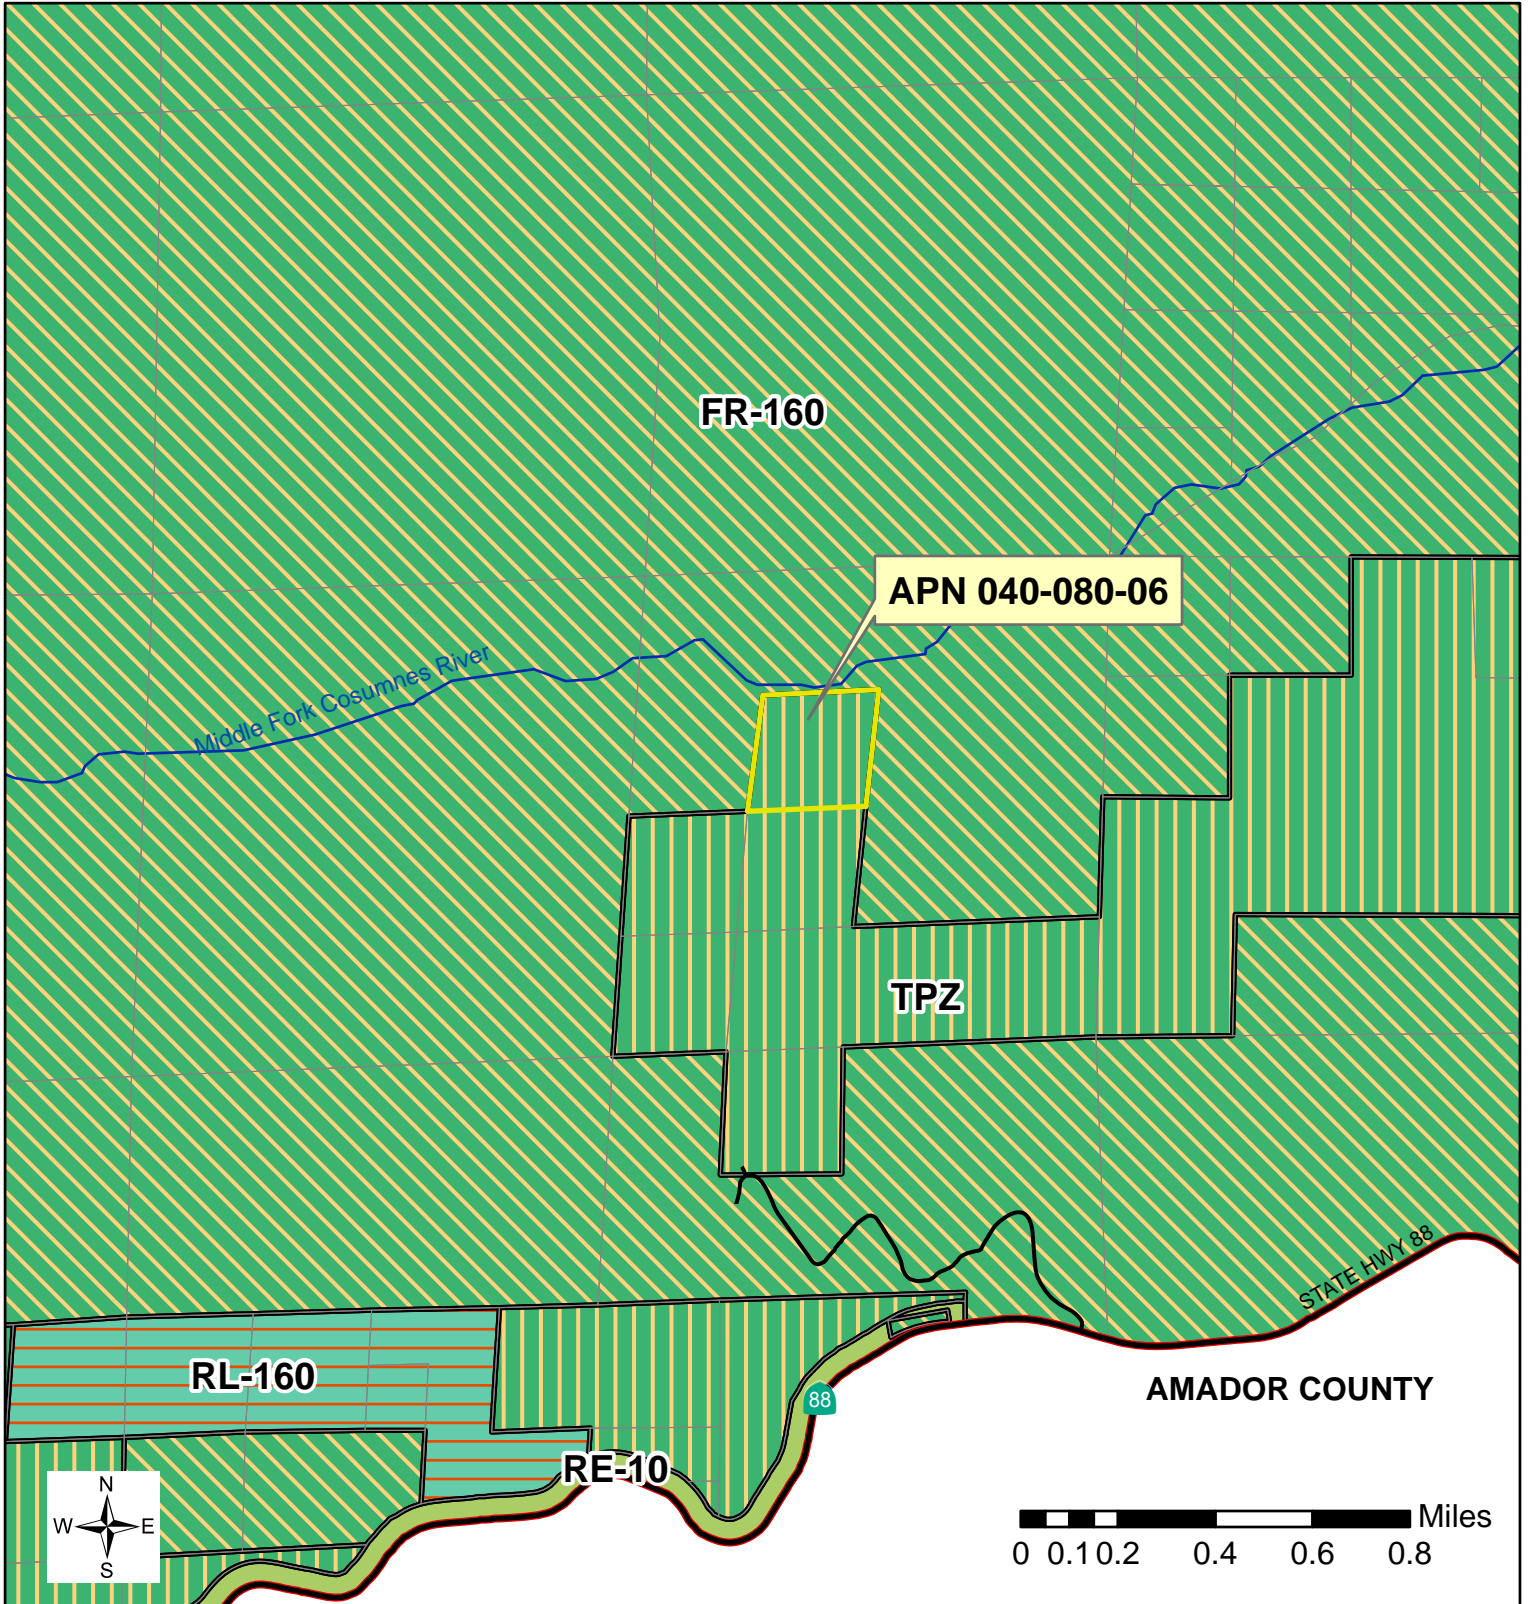 FR-160
APN 040-080-06
Middle Fork Cosumnes River
TPZ
STATE HWY 88
RL-160
88
AMADOR COUNTY
RE-10
N
W E
S
Miles
0 0.1 0.2 0.4 0.6 0.8